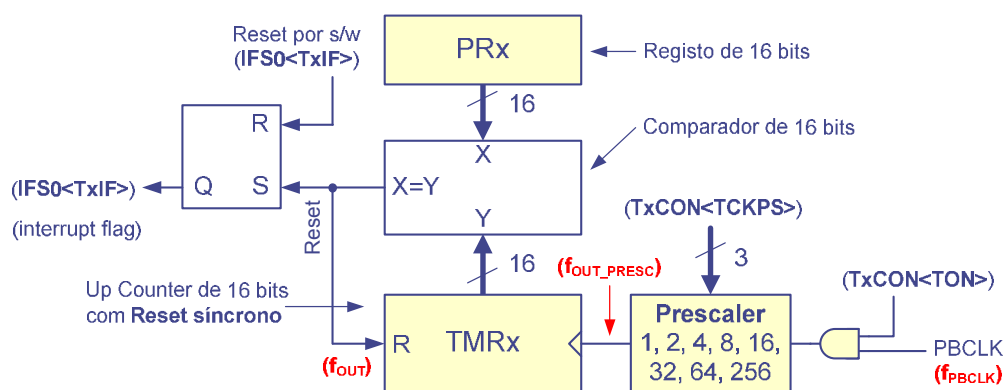 Reset por s/w
(IFS0<TxIF>)
PRx
Registo de 16 bits
16
R
Q
S
(IFS0<TxIF>)
(interrupt flag)
X
X=Y
Y
Comparador de 16 bits
Reset
16
(TxCON<TCKPS>)
3
(fOUT_PRESC)
(TxCON<TON>)
Up Counter de 16 bits
com Reset síncrono
R
TMRx
(fOUT)
Prescaler
1, 2, 4, 8, 16,
32, 64, 256
PBCLK
(fPBCLK)